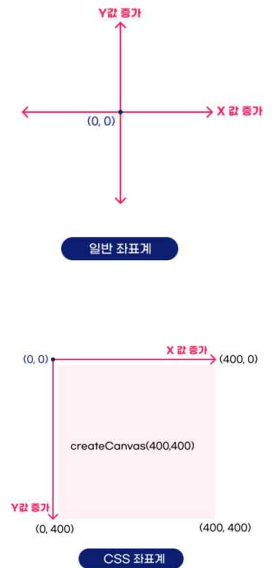 Y값 증가
X 값 증가
(0, 0)
일반 좌표계
X 값 증가
(0, 0)
(400, 0)
createCanvas(400,400)
Y값 증가
(0, 400)
(400, 400)
CSS 좌표계